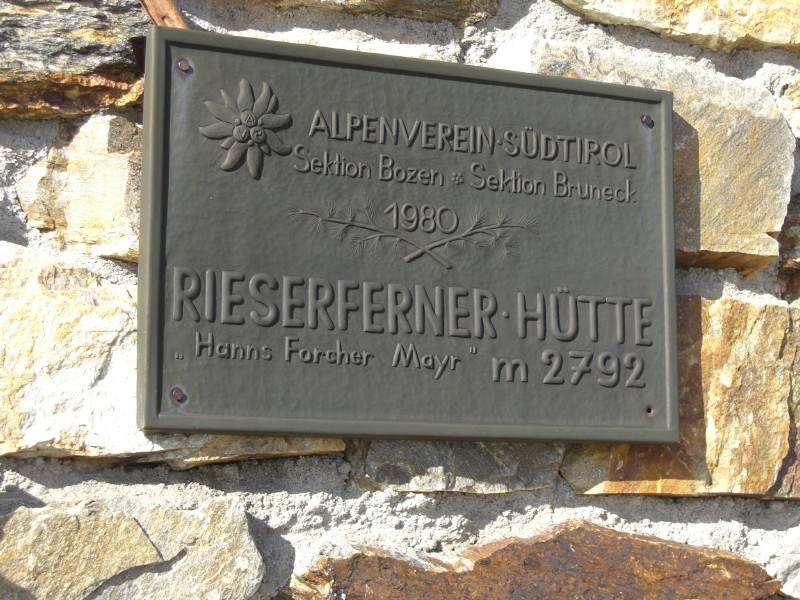 ALPENVEREIN·SÜDTIROL
Sektion Bozen * Sektion Bruneck
1980
RIESERFERNER·HÜTTE
„Hanns Forcher Mayr" m 2792